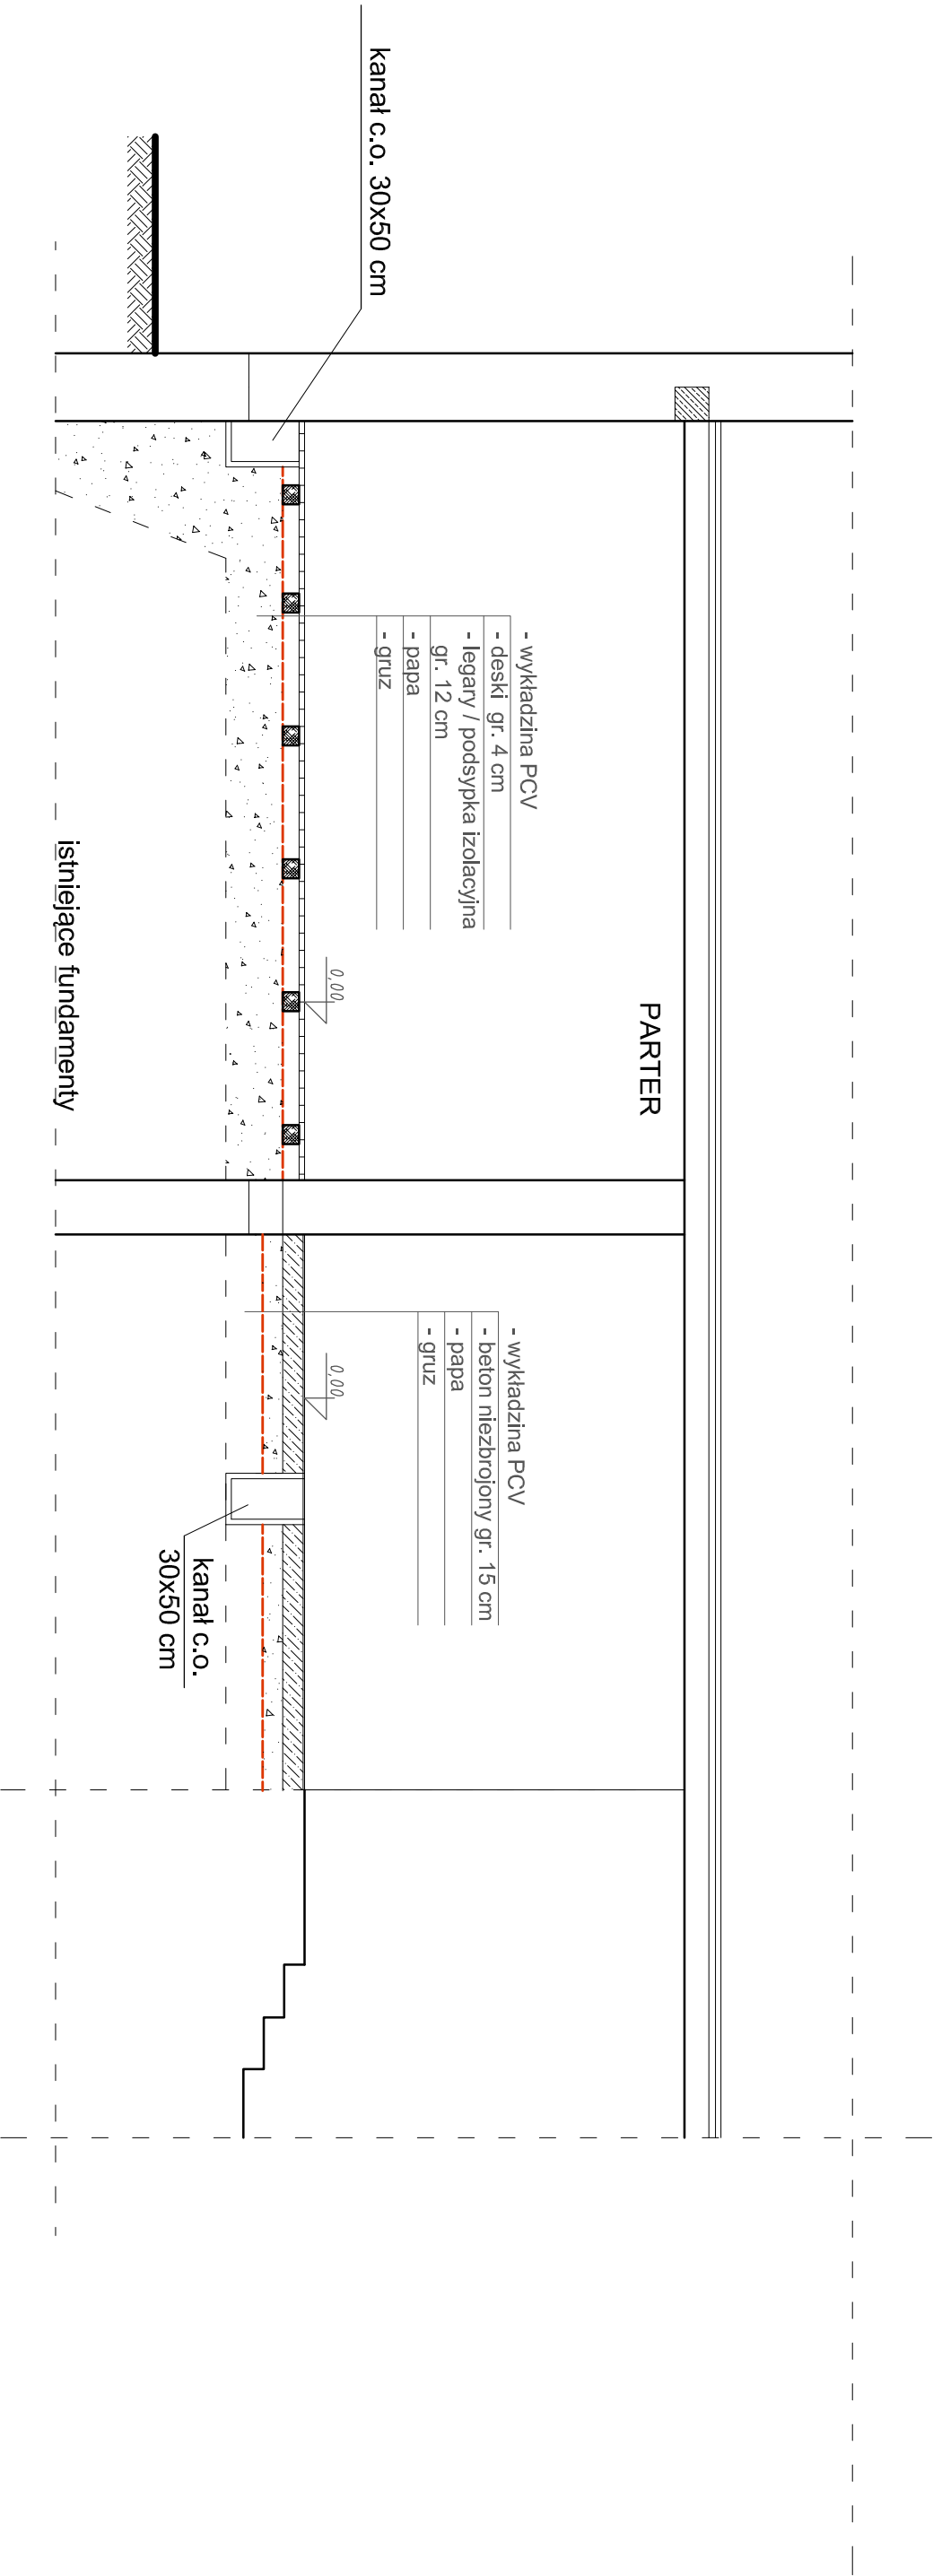 kanał c.o. 30x50 cm
PARTER
- wykładzina PCV
- deski gr. 4 cm
- legary / podsypka izolacyjna
gr. 12 cm
- papa
- gruz
0,00
istniejące fundamenty
- wykładzina PCV
- beton niezbrojony gr. 15 cm
- papa
- gruz
0,00
kanał c.o.
30x50 cm